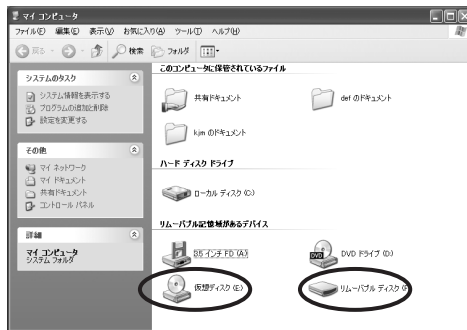 マイ コンピュータ
ファイル(F) 編集(E) 表示(V) お気に入り(A) ツール(T) ヘルプ(H)
戻る 検索 フォルダ
システムのタスク
システム情報を表示する
プログラムの追加と削除
設定を変更する
その他
マイ ネットワーク
マイ ドキュメント
共有ドキュメント
コントロール パネル
詳細
マイ コンピュータ
システム フォルダ
このコンピュータに保管されているファイル
共有ドキュメント
def のドキュメント
kjm のドキュメント
ハード ディスク ドライブ
ローカル ディスク (C)
リムーバブル記憶域があるデバイス
3.5 インチ FD (A)
DVD
DVD ドライブ (D)
仮想ディスク (E)
リムーバブル ディスク (F